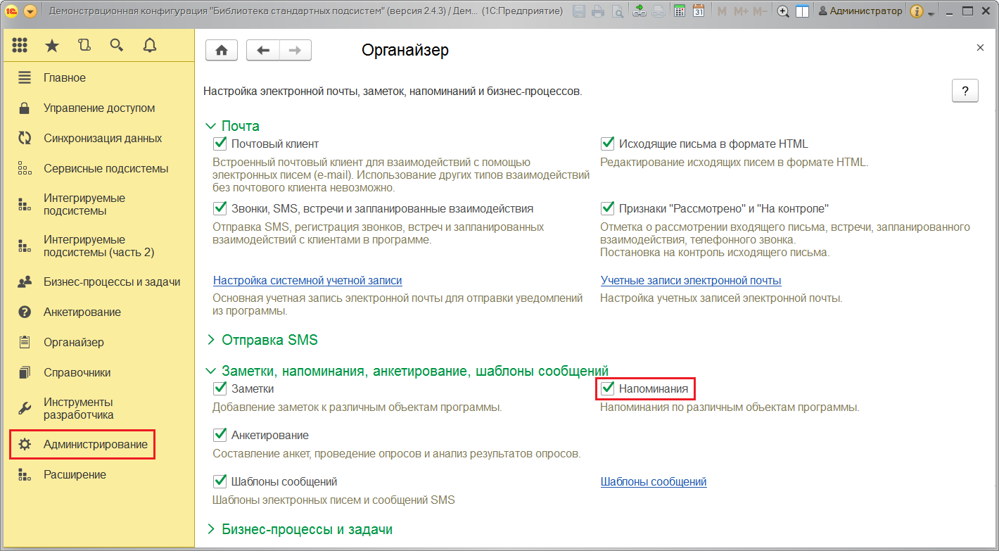 Демонстрационная конфигурация "Библиотека стандартных подсистем" (версия 2.4.3) / Дем... (1С:Предприятие)
31
M M+ M-
Администратор
Главное
Управление доступом
Синхронизация данных
Сервисные подсистемы
Интегрируемые
подсистемы
Интегрируемые
подсистемы (часть 2)
Бизнес-процессы и задачи
Анкетирование
Органайзер
Справочники
Инструменты
разработчика
Администрирование
Расширение
Органайзер
Настройка электронной почты, заметок, напоминаний и бизнес-процессов.
?
Почта
Почтовый клиент
Встроенный почтовый клиент для взаимодействий с помощью
электронных писем (e-mail). Использование других типов взаимодействий
без почтового клиента невозможно.
Исходящие письма в формате HTML
Редактирование исходящих писем в формате HTML.
Звонки, SMS, встречи и запланированные взаимодействия
Отправка SMS, регистрация звонков, встреч и запланированных
взаимодействий с клиентами в программе.
Признаки "Рассмотрено" и "На контроле"
Отметка о рассмотрении входящего письма, встречи, запланированного
взаимодействия, телефонного звонка.
Постановка на контроль исходящего письма.
Настройка системной учетной записи
Основная учетная запись электронной почты для отправки уведомлений
из программы.
Учетные записи электронной почты
Настройка учетных записей электронной почты.
Отправка SMS
Заметки, напоминания, анкетирование, шаблоны сообщений
Заметки
Добавление заметок к различным объектам программы.
Напоминания
Напоминания по различным объектам программы.
Анкетирование
Составление анкет, проведение опросов и анализ результатов опросов.
Шаблоны сообщений
Шаблоны электронных писем и сообщений SMS
Шаблоны сообщений
Бизнес-процессы и задачи